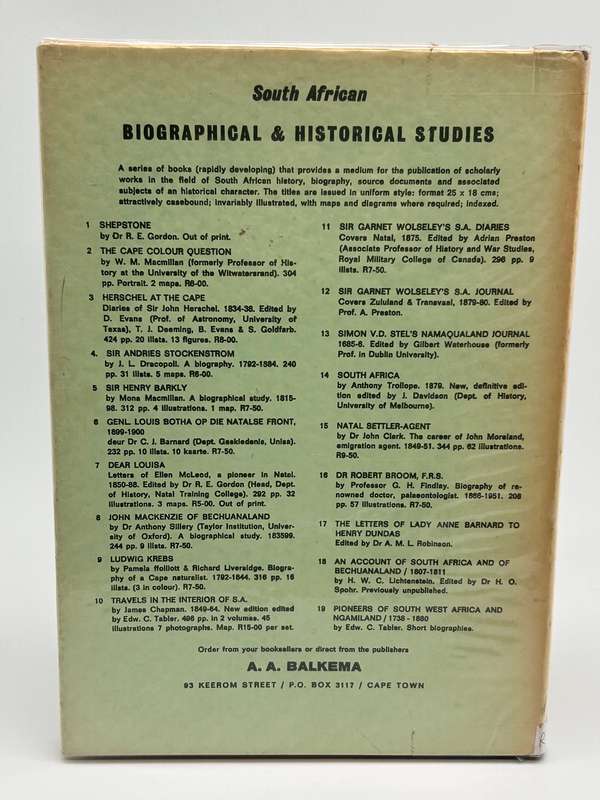 South African
BIOGRAPHICAL & HISTORICAL STUDIES
A series of books (rapidly developing) that provides a medium for the publication of scholarly
works in the field of South African history, biography, source documents and associated
subjects of an historical character. The titles are issued in uniform style: format 25 x 18 cms;
attractively casebound; invariably illustrated, with maps and diagrams where required; indexed.
1 SHEPSTONE
by Dr R. E. Gordon. Out of print.
2 THE CAPE COLOUR QUESTION
by W. M. Macmillan (formerly Professor of His-
tory at the University of the Witwatersrand). 304
pp. Portrait. 2 maps. R6-00.
3 HERSCHEL AT THE CAPE
Diaries of Sir John Herschel. 1834-38. Edited by
D. Evans (Prof. of Astronomy, University of
Texas), T. J. Deeming, B. Evans & S. Goldfarb.
424 pp. 20 illsts. 13 figures. R8-00.
4. SIR ANDRIES STOCKENSTROM
by J. L. Dracopoli. A biography. 1792-1864. 240
pp. 31 illsts. 5 maps. R6-00.
5 SIR HENRY BARKLY
by Mona Macmillan. A biographical study. 1815-
98. 312 pp. 4 illustrations. 1 map. R7-50.
6 GENL. LOUIS BOTHA OP DIE NATALSE FRONT,
1899-1900
deur Dr C. J. Barnard (Dept. Geskiedenis, Unisa).
232 pp. 10 illsts. 10 kaarte. R7-50.
7 DEAR LOUISA
Letters of Ellen McLeod, a pioneer in Natal.
1850-88. Edited by Dr R. E. Gordon (Head, Dept.
of History, Natal Training College). 292 pp. 32
illustrations. 3 maps. R5-00. Out of print.
8 JOHN MACKENZIE OF BECHUANALAND
by Dr Anthony Sillery (Taylor Institution, Univer-
sity of Oxford). A biographical study. 183599.
244 pp. 9 illsts. R7-50.
9 LUDWIG KREBS
by Pamela ffolliott & Richard Liversidge. Biogra-
phy of a Cape naturalist. 1792-1844. 316 pp. 16
illsts. (3 in colour). R7-50.
10 TRAVELS IN THE INTERIOR OF S.A.
by James Chapman. 1849-64. New edition edited
by Edw. C. Tabler. 496 pp. in 2 volumes. 45
illustrations 7 photographs. Map. R15-00 per set.
11 SIR GARNET WOLSELEY'S S.A. DIARIES
Covers Natal, 1875. Edited by Adrian Preston
(Associate Professor of History and War Studies,
Royal Military College of Canada). 296 pp. 9
illsts. R7-50.
12 SIR GARNET WOLSELEY'S S.A. JOURNAL
Covers Zululand & Transvaal, 1879-80. Edited by
Prof. A. Preston.
13 SIMON V.D. STEL'S NAMAQUALAND JOURNAL
1685-6. Edited by Gilbert Waterhouse (formerly
Prof. in Dublin University).
14 SOUTH AFRICA
by Anthony Trollope. 1879. New, definitive edi-
tion edited by J. Davidson (Dept. of History,
University of Melbourne).
15 NATAL SETTLER-AGENT
by Dr John Clark. The career of John Moreland,
emigration agent. 1849-51. 344 pp. 62 illustrations.
R9-50.
16 DR ROBERT BROOM, F.R.S.
by Professor G. H. Findlay. Biography of re-
nowned doctor, palaeontologist. 1866-1951. 208
pp. 57 illustrations. R7-50.
17 THE LETTERS OF LADY ANNE BARNARD TO
HENRY DUNDAS
Edited by Dr A. M. L. Robinson.
18 AN ACCOUNT OF SOUTH AFRICA AND OF
BECHUANALAND / 1807-1811
by H. W. C. Lichtenstein. Edited by Dr H. O.
Spohr. Previously unpublished.
19 PIONEERS OF SOUTH WEST AFRICA AND
NGAMILAND / 1738 - 1880
by Edw. C. Tabler. Short biographies.
Order from your booksellers or direct from the publishers
A. A. BALKEMA
93 KEEROM STREET / P.O. BOX 3117 / CAPE TOWN